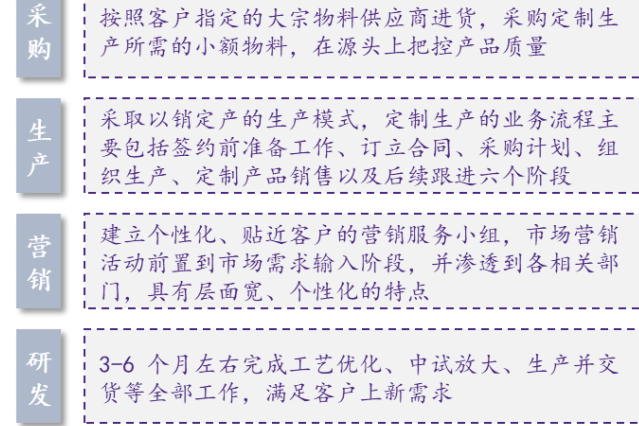 采购
按照客户指定的大宗物料供应商进货，采购定制生
产所需的小额物料，在源头上把控产品质量
生产
采取以销定产的生产模式，定制生产的业务流程主
要包括签约前准备工作、订立合同、采购计划、组
织生产、定制产品销售以及后续跟进六个阶段
营销
建立个性化、贴近客户的营销服务小组，市场营销
活动前置到市场需求输入阶段，并渗透到各相关部
门，具有层面宽、个性化的特点
研发
3-6 个月左右完成工艺优化、中试放大、生产并交
货等全部工作，满足客户上新需求